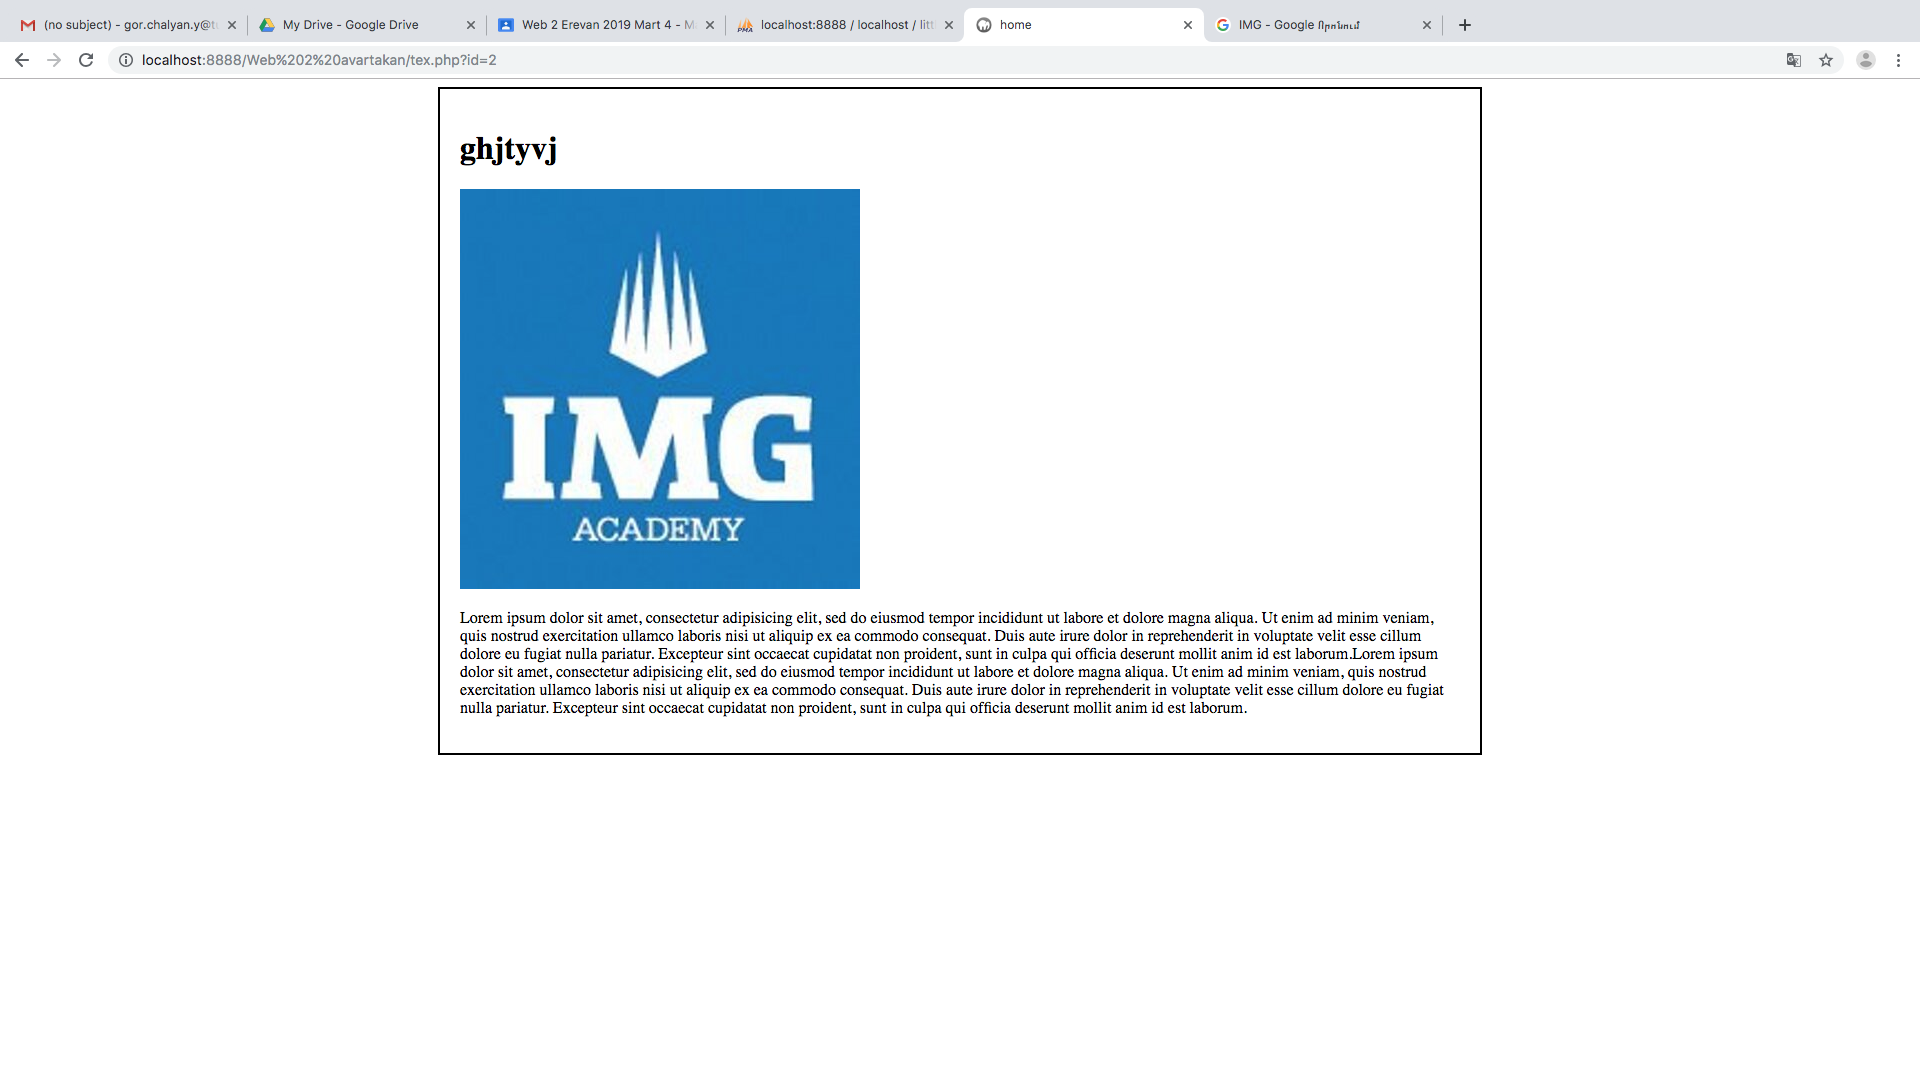 (no subject) - gor.chalyan.y@tu
My Drive - Google Drive
Web 2 Erevan 2019 Mart 4 - M
localhost:8888 / localhost / litt
home
IMG - Google Որոնում
localhost:8888/Web%202%20avartakan/tex.php?id=2
ghjtyvj
IMG
ACADEMY
Lorem ipsum dolor sit amet, consectetur adipisicing elit, sed do eiusmod tempor incididunt ut labore et dolore magna aliqua. Ut enim ad minim veniam,
quis nostrud exercitation ullamco laboris nisi ut aliquip ex ea commodo consequat. Duis aute irure dolor in reprehenderit in voluptate velit esse cillum
dolore eu fugiat nulla pariatur. Excepteur sint occaecat cupidatat non proident, sunt in culpa qui officia deserunt mollit anim id est laborum.Lorem ipsum
dolor sit amet, consectetur adipisicing elit, sed do eiusmod tempor incididunt ut labore et dolore magna aliqua. Ut enim ad minim veniam, quis nostrud
exercitation ullamco laboris nisi ut aliquip ex ea commodo consequat. Duis aute irure dolor in reprehenderit in voluptate velit esse cillum dolore eu fugiat
nulla pariatur. Excepteur sint occaecat cupidatat non proident, sunt in culpa qui officia deserunt mollit anim id est laborum.